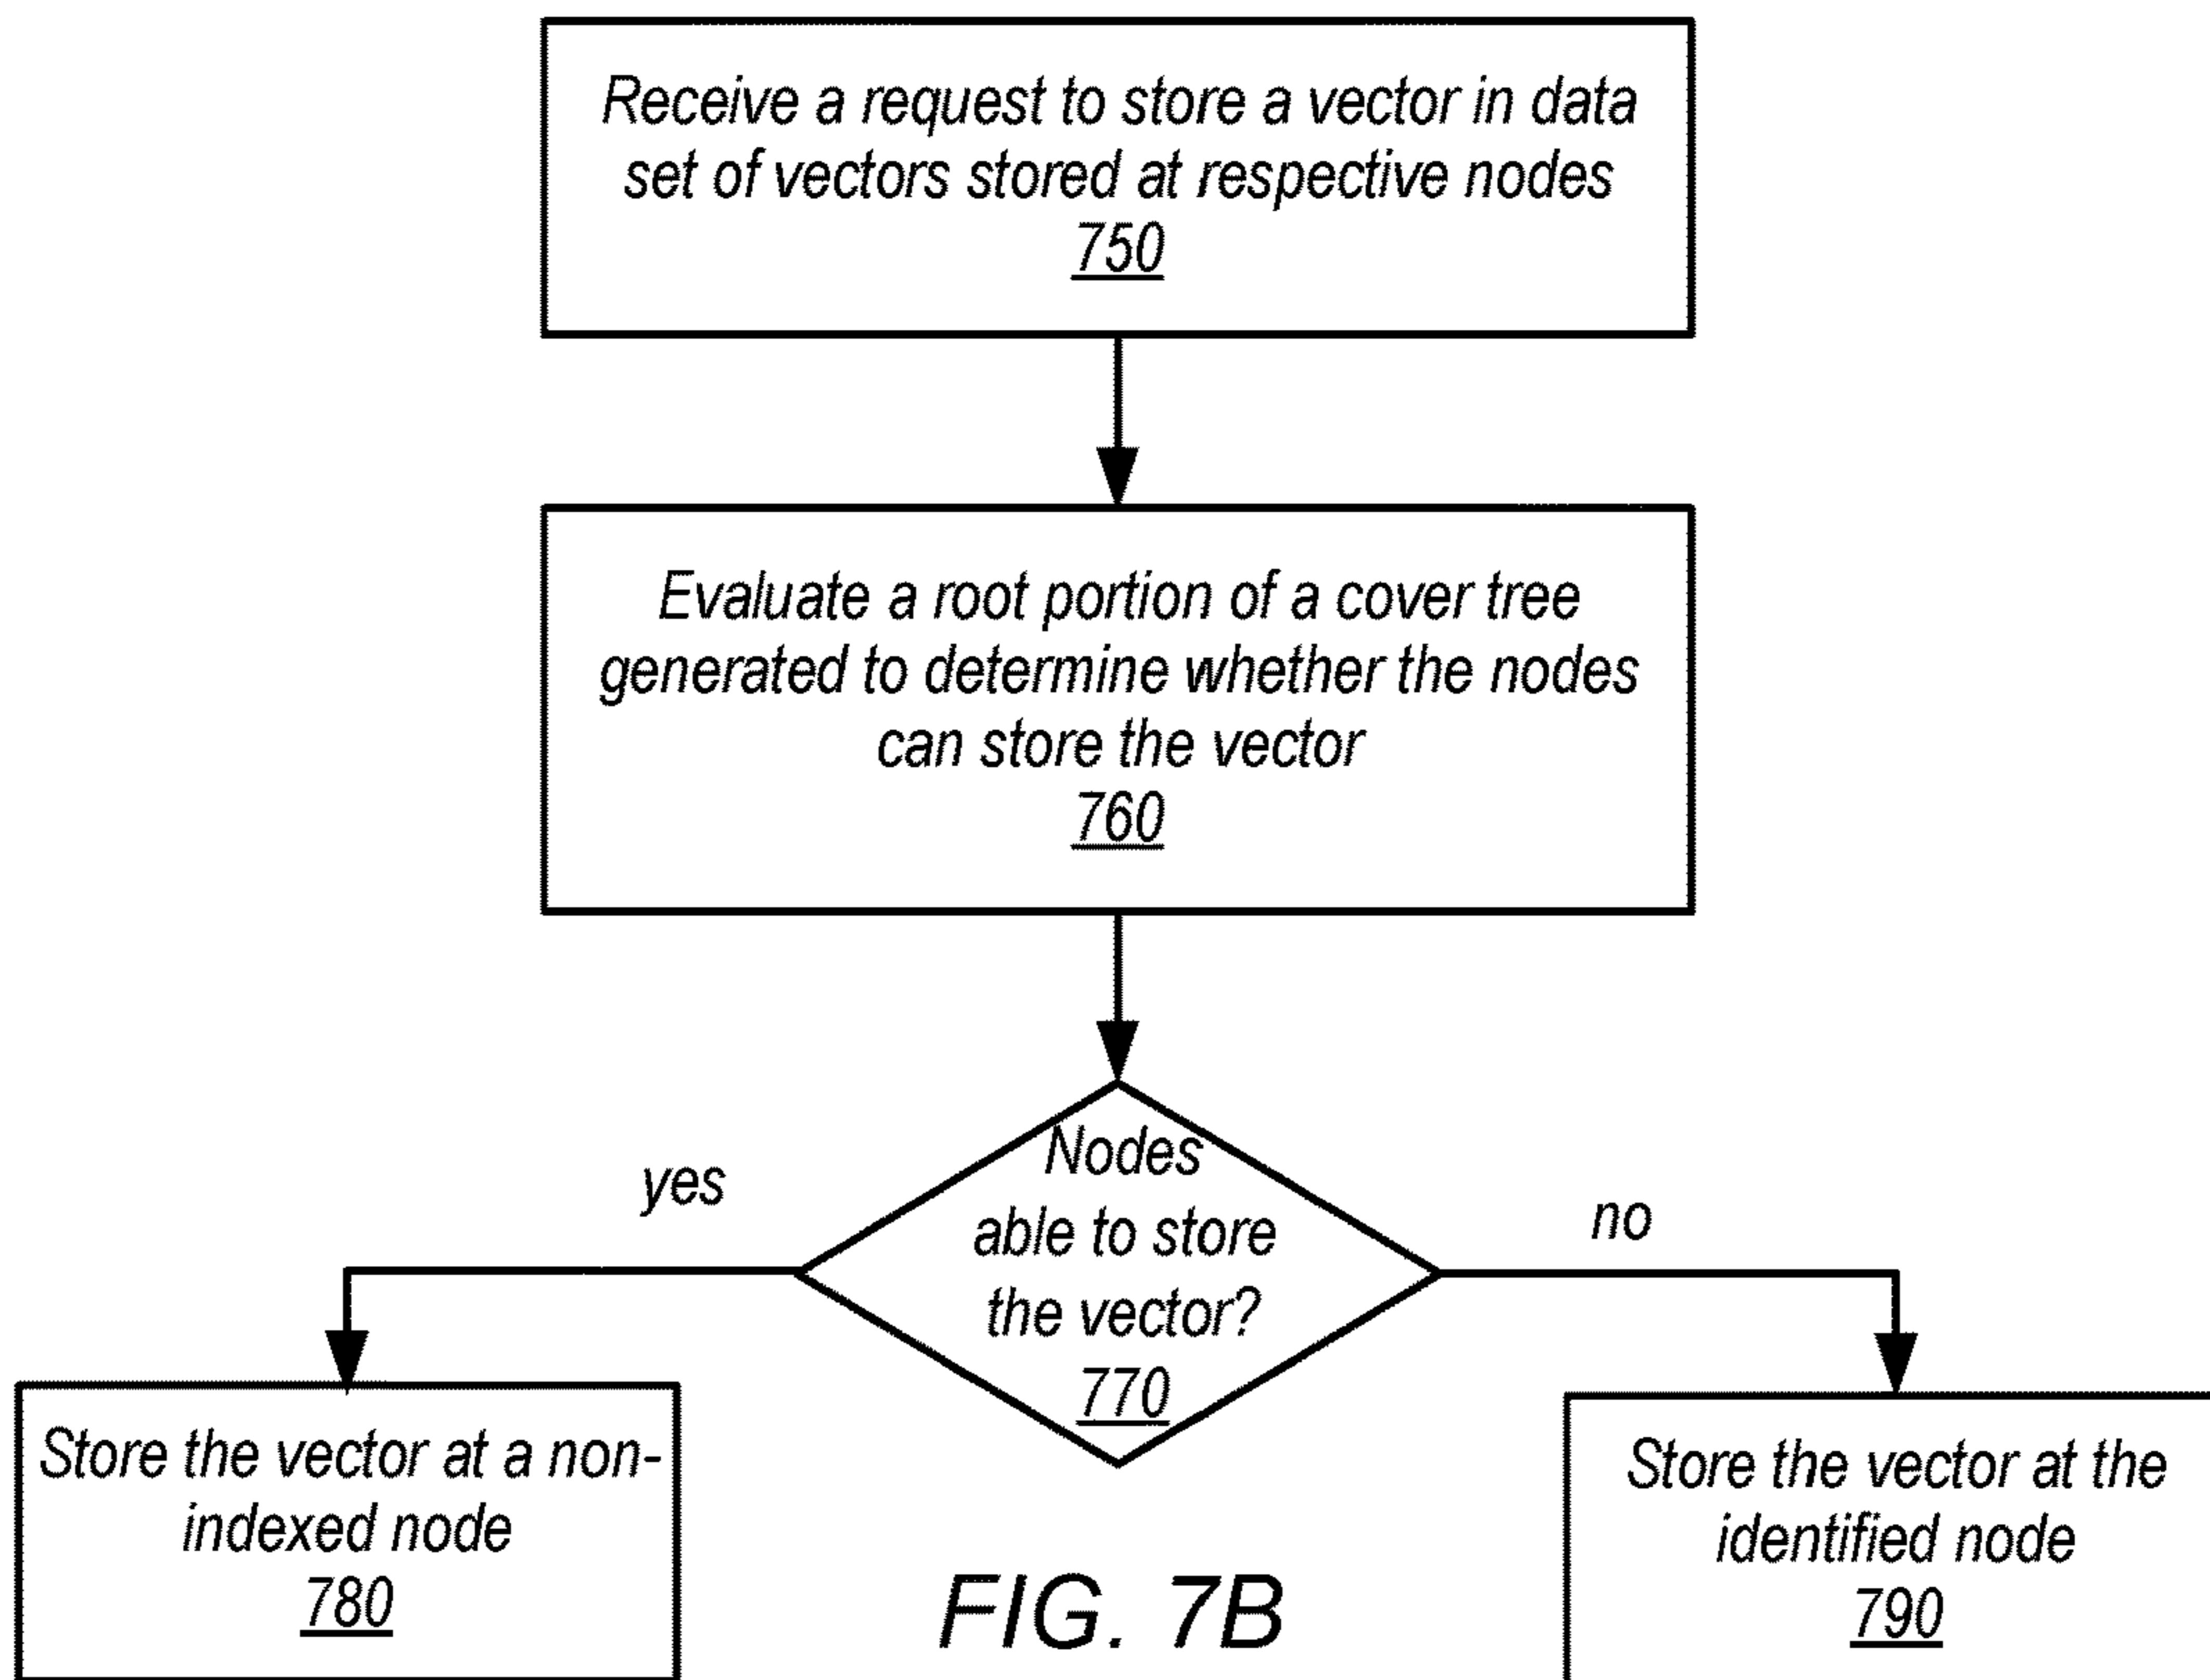 Receive a request to store a vector in data
set of vectors stored at respective nodes
750
Evaluate a root portion of a cover tree
generated to determine whether the nodes
can store the vector
760
Nodes
able to store
the vector?
770
yes
no
Store the vector at a non-
indexed node
780
Store the vector at the
identified node
790
FIG. 7B